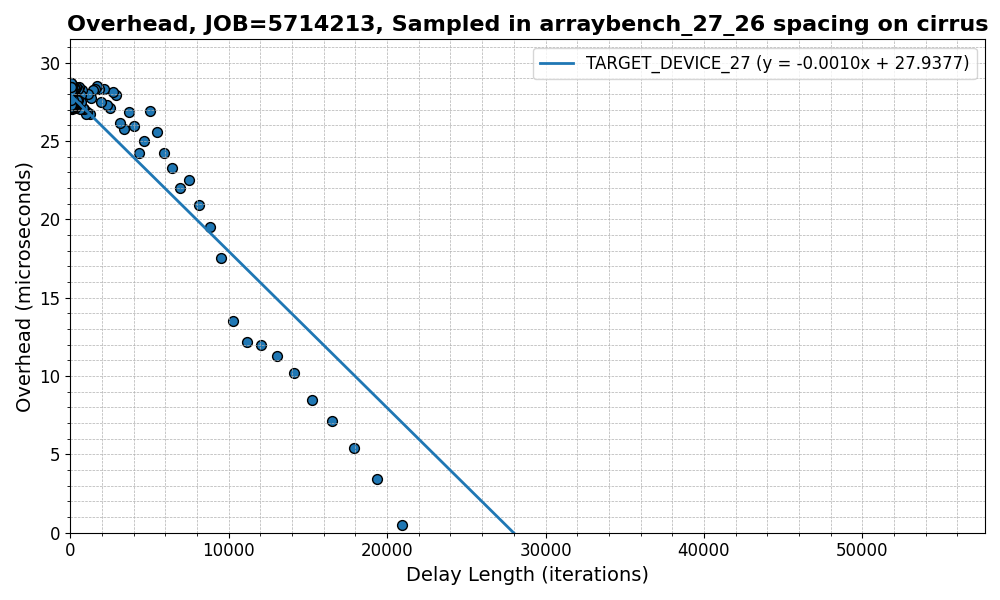 Overhead, JOB=5714213, Sampled in arraybench_27_26 spacing on cirrus
TARGET_DEVICE_27 (y = -0.0010x + 27.9377)
Overhead (microseconds)
30
25
20
15
10
5
0
0 10000 20000 30000 40000 50000
Delay Length (iterations)